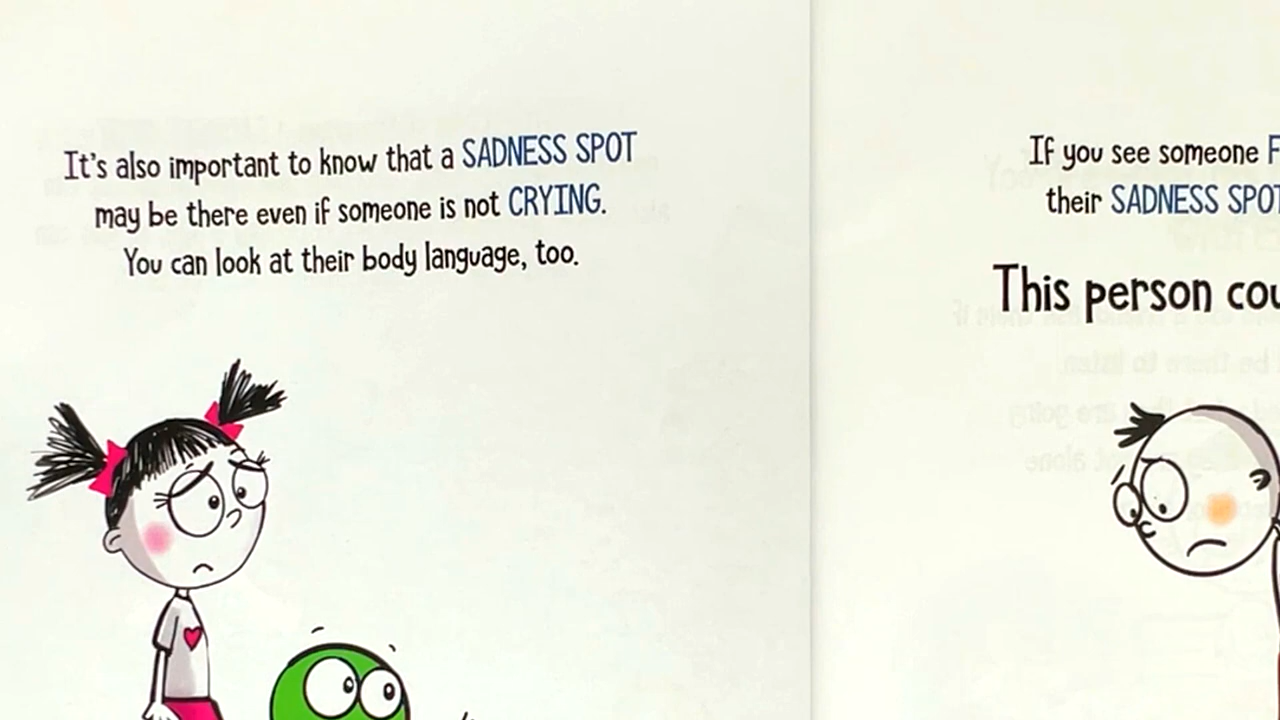 It's also important to know that a SADNESS SPOT
may be there even if someone is not CRYING.
You can look at their body language, too.
If you see someone
their SADNESS SPOT
This person